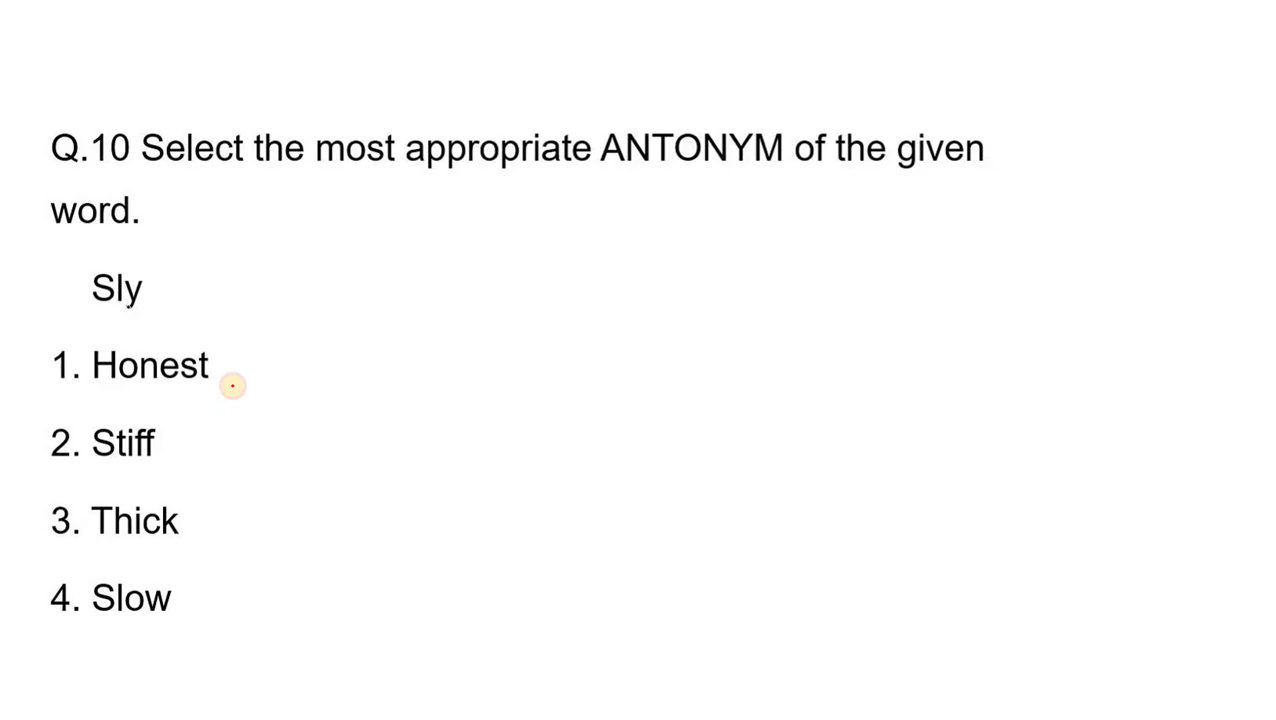 Q.10 Select the most appropriate ANTONYM of the given
word.
Sly
1. Honest
2. Stiff
3. Thick
4. Slow